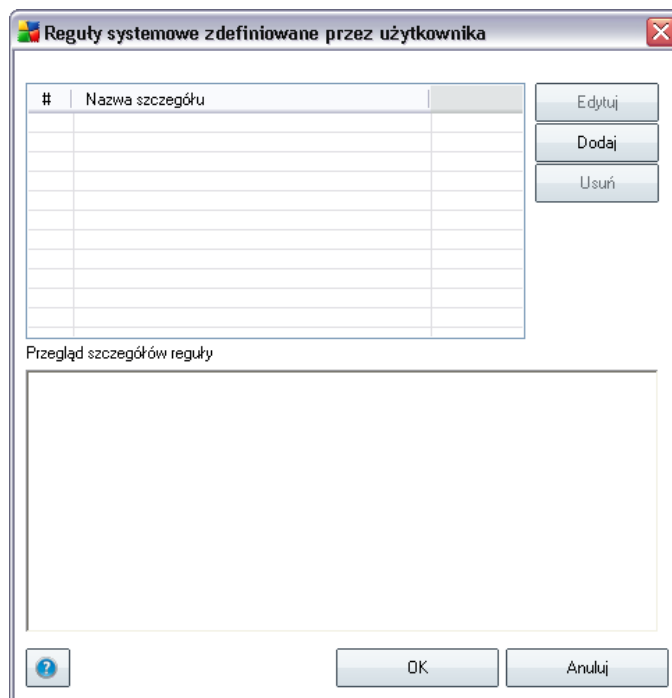 Reguły systemowe zdefiniowane przez użytkownika
# Nazwa szczegółu
Edytuj
Dodaj
Usuń
Przegląd szczegółów reguły
?
OK
Anuluj